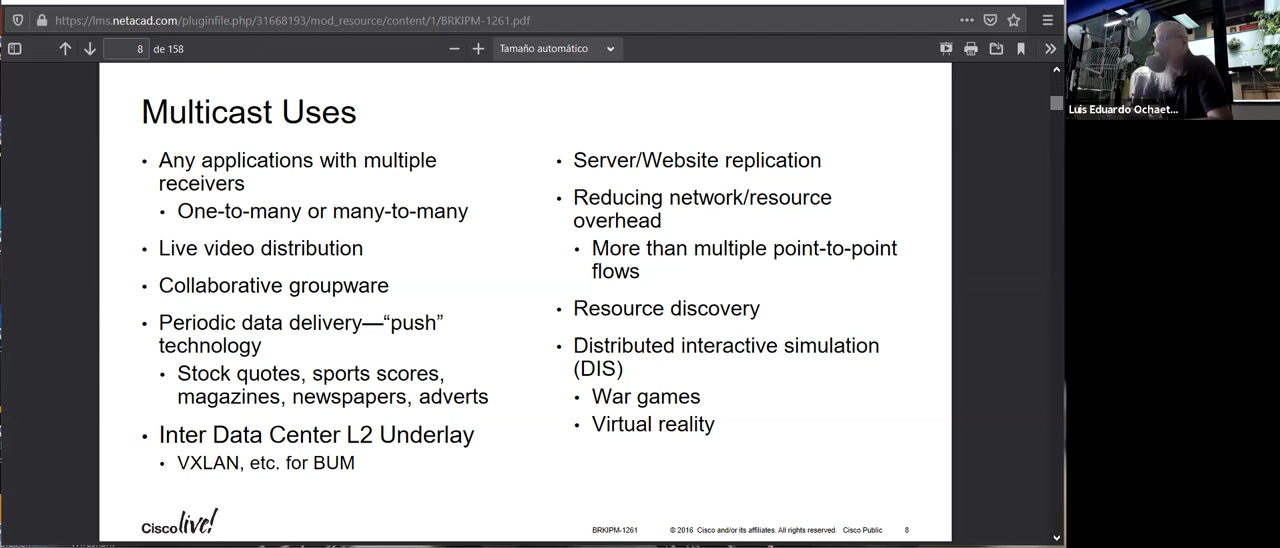 https://lms.netacad.com/pluginfile.php/31668193/mod_resource/content/1/BRKIPM-1261.pdf
8 de 158
Tamaño automático
Luis Eduardo Ochaet...
Multicast Uses
• Any applications with multiple
receivers
• One-to-many or many-to-many
• Live video distribution
• Collaborative groupware
• Periodic data delivery—“push”
technology
• Stock quotes, sports scores,
magazines, newspapers, adverts
• Inter Data Center L2 Underlay
• VXLAN, etc. for BUM
• Server/Website replication
• Reducing network/resource
overhead
• More than multiple point-to-point
flows
• Resource discovery
• Distributed interactive simulation
(DIS)
• War games
• Virtual reality
Cisco live!
BRKIPM-1261 © 2016 Cisco and/or its affiliates. All rights reserved. Cisco Public 8